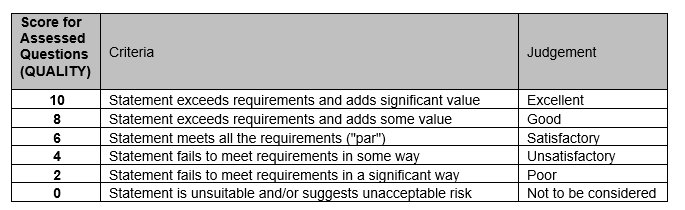 Score for
Assessed
Questions
(QUALITY)
Criteria
Judgement
10 Statement exceeds requirements and adds significant value Excellent
8 Statement exceeds requirements and adds some value Good
6 Statement meets all the requirements ("par") Satisfactory
4 Statement fails to meet requirements in some way Unsatisfactory
2 Statement fails to meet requirements in a significant way Poor
0 Statement is unsuitable and/or suggests unacceptable risk Not to be considered